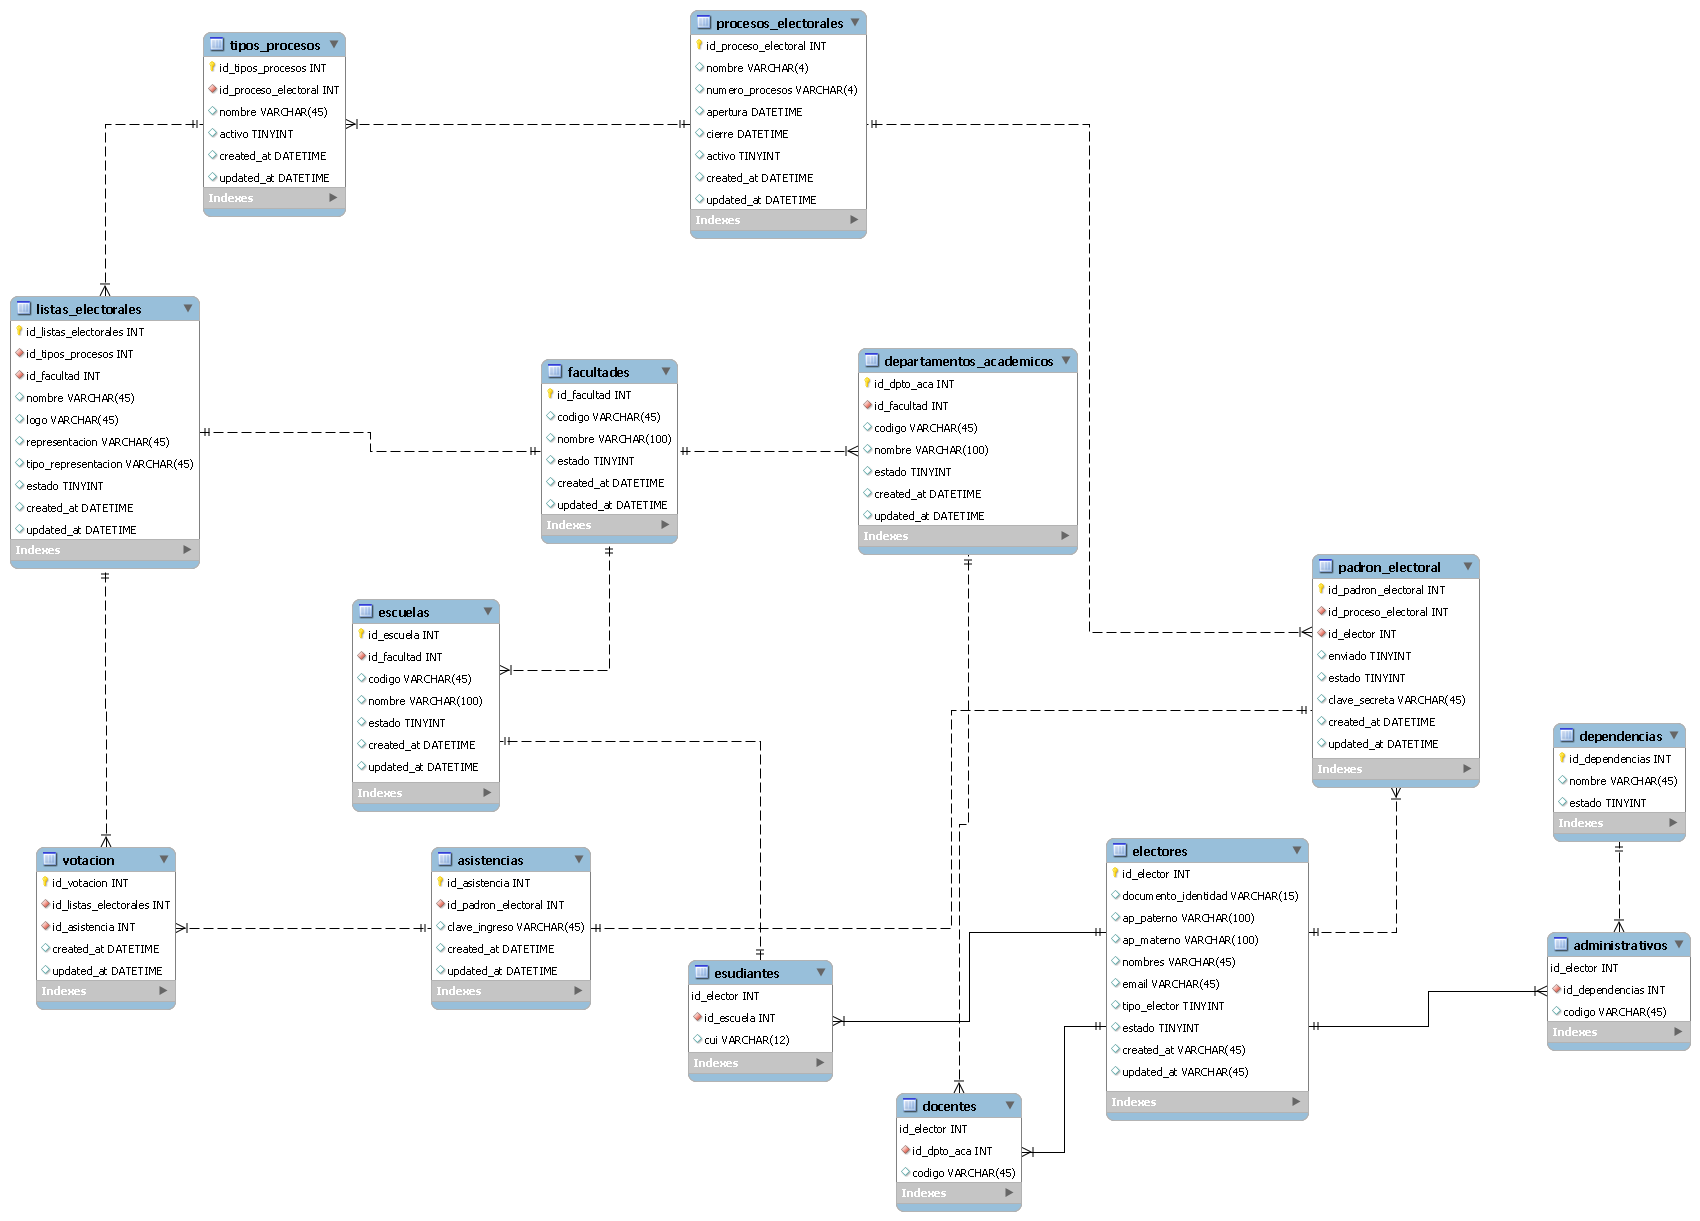 tipos_procesos
id_tipos_procesos INT
id_proceso_electoral INT
nombre VARCHAR(45)
activo TINYINT
created_at DATETIME
updated_at DATETIME
Indexes
procesos_electorales
id_proceso_electoral INT
nombre VARCHAR(4)
numero_procesos VARCHAR(4)
apertura DATETIME
cierre DATETIME
activo TINYINT
created_at DATETIME
updated_at DATETIME
Indexes
listas_electorales
id_listas_electorales INT
id_tipos_procesos INT
id_facultad INT
nombre VARCHAR(45)
logo VARCHAR(45)
representacion VARCHAR(45)
tipo_representacion VARCHAR(45)
estado TINYINT
created_at DATETIME
updated_at DATETIME
Indexes
facultades
id_facultad INT
codigo VARCHAR(45)
nombre VARCHAR(100)
estado TINYINT
created_at DATETIME
updated_at DATETIME
Indexes
departamentos_academicos
id_dpto_aca INT
id_facultad INT
codigo VARCHAR(45)
nombre VARCHAR(100)
estado TINYINT
created_at DATETIME
updated_at DATETIME
Indexes
escuelas
id_escuela INT
id_facultad INT
codigo VARCHAR(45)
nombre VARCHAR(100)
estado TINYINT
created_at DATETIME
updated_at DATETIME
Indexes
padron_electoral
id_padron_electoral INT
id_proceso_electoral INT
id_elector INT
enviado TINYINT
estado TINYINT
clave_secreta VARCHAR(45)
created_at DATETIME
updated_at DATETIME
Indexes
dependencias
id_dependencias INT
nombre VARCHAR(45)
estado TINYINT
Indexes
votacion
id_votacion INT
id_listas_electorales INT
id_asistencia INT
created_at DATETIME
updated_at DATETIME
Indexes
asistencias
id_asistencia INT
id_padron_electoral INT
clave_ingreso VARCHAR(45)
created_at DATETIME
updated_at DATETIME
Indexes
esudiantes
id_elector INT
id_escuela INT
cui VARCHAR(12)
Indexes
electores
id_elector INT
documento_identidad VARCHAR(15)
ap_paterno VARCHAR(100)
ap_materno VARCHAR(100)
nombres VARCHAR(45)
email VARCHAR(45)
tipo_elector TINYINT
estado TINYINT
created_at VARCHAR(45)
updated_at VARCHAR(45)
Indexes
administrativos
id_elector INT
id_dependencias INT
codigo VARCHAR(45)
Indexes
docentes
id_elector INT
id_dpto_aca INT
codigo VARCHAR(45)
Indexes